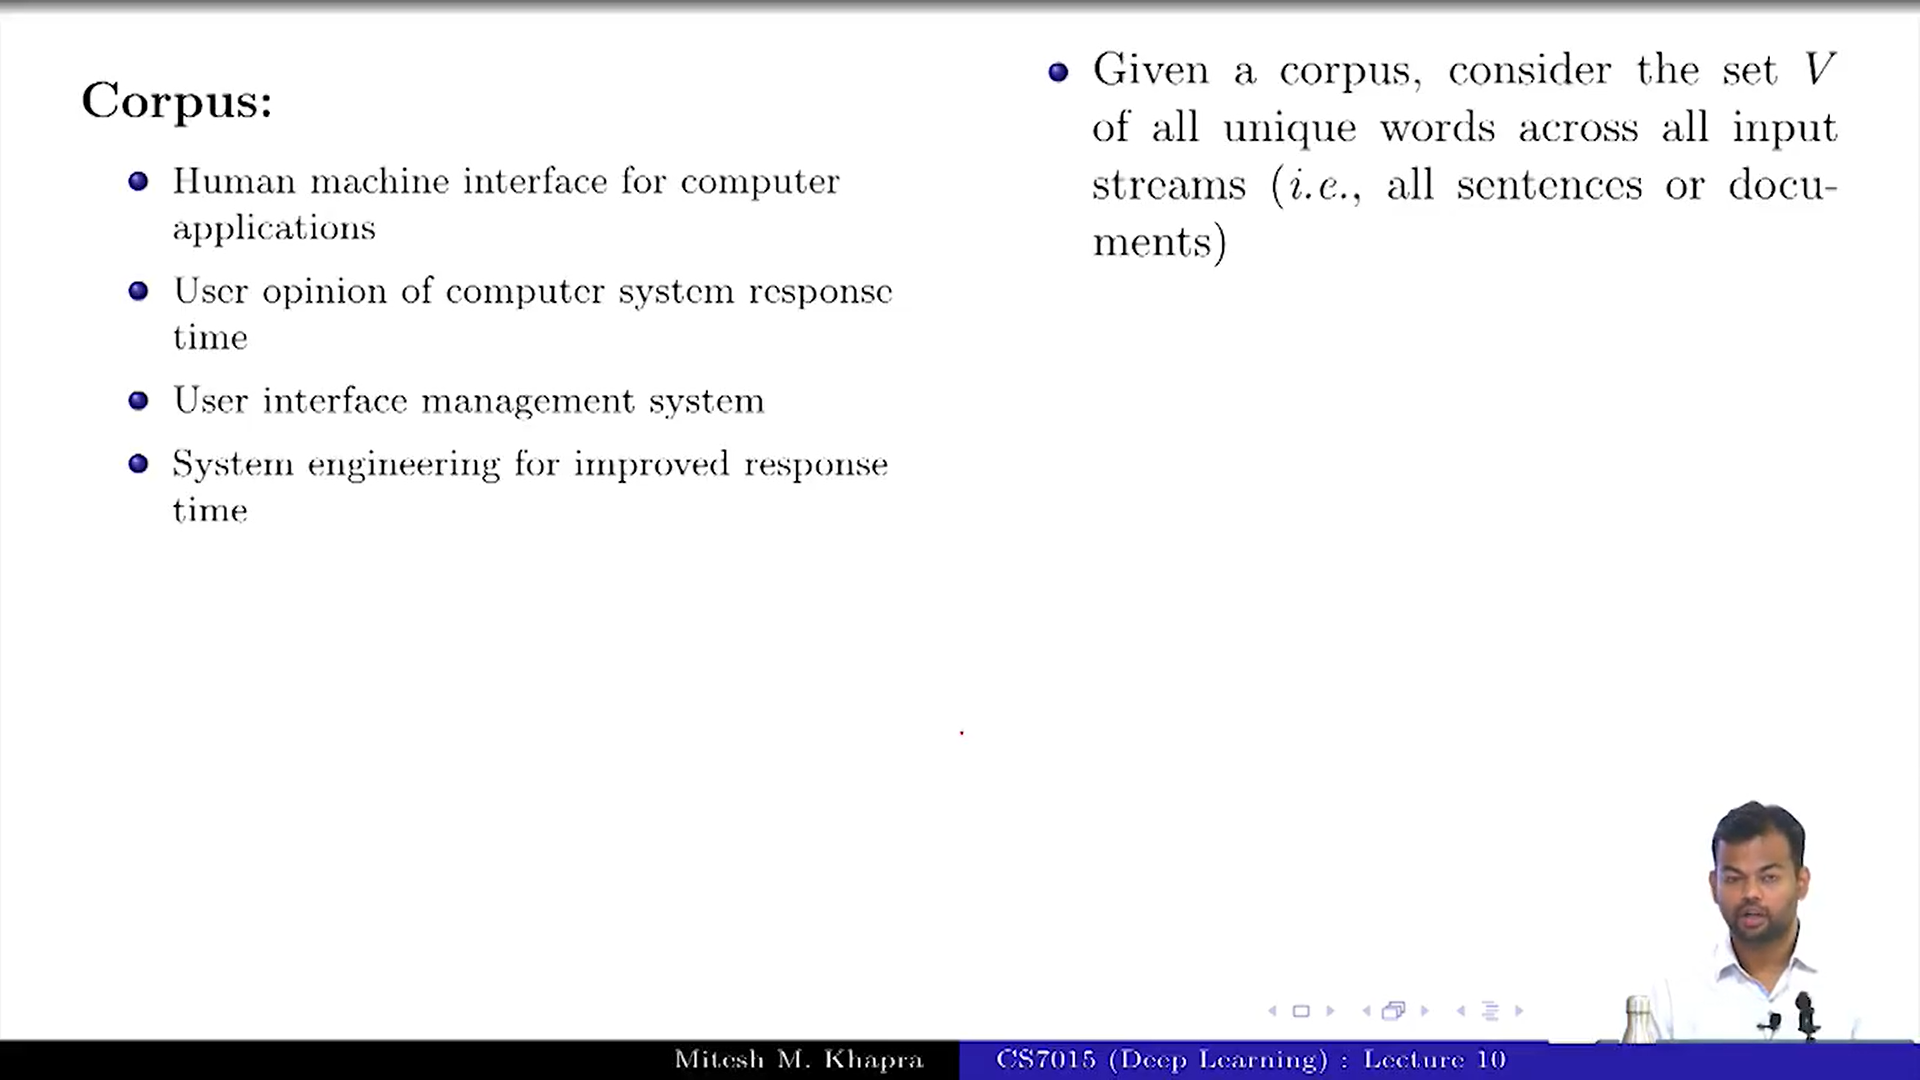 Corpus:
Human machine interface for computer
applications
User opinion of computer system response
time
User interface management system
System engineering for improved response
time
Given a corpus, consider the set V
of all unique words across all input
streams (i.e., all sentences or docu-
ments)
Mitesh M. Khapra
CS7015 (Deep Learning) : Lecture 10